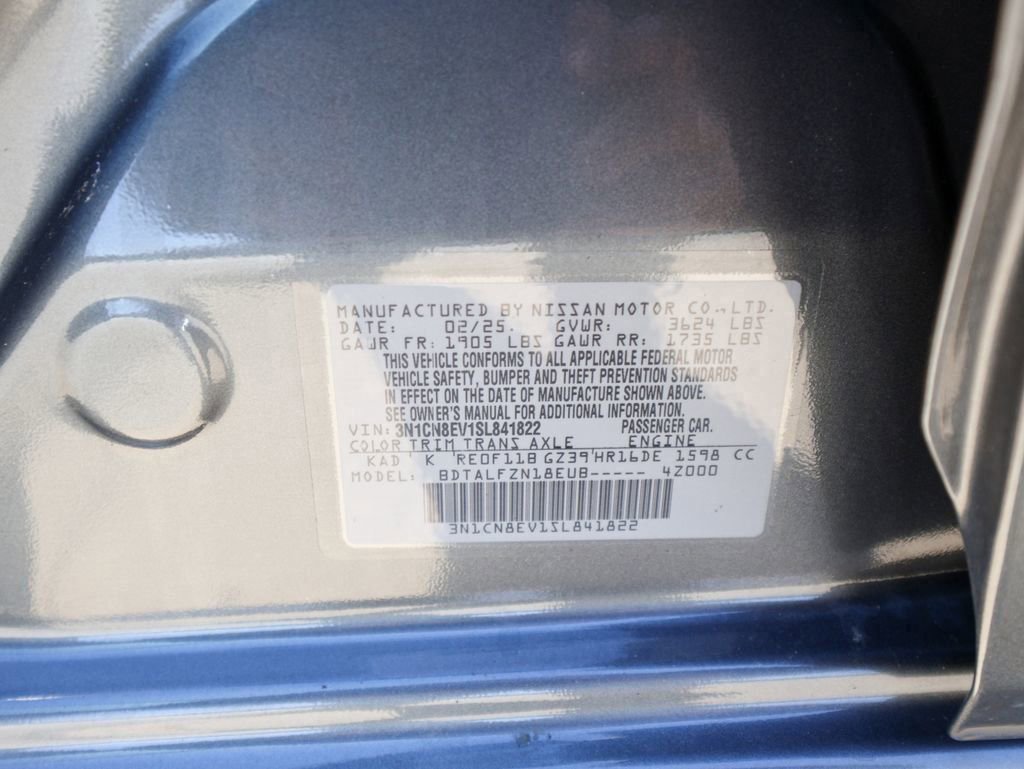 MANUFACTURED BY NISSAN MOTOR CO.,LTD.
DATE: 02/25. GVWR: 3624 LBS
GAWR FR: 1905 LBS GAWR RR: 1735 LBS
THIS VEHICLE CONFORMS TO ALL APPLICABLE FEDERAL MOTOR
VEHICLE SAFETY, BUMPER AND THEFT PREVENTION STANDARDS
IN EFFECT ON THE DATE OF MANUFACTURE SHOWN ABOVE.
SEE OWNER'S MANUAL FOR ADDITIONAL INFORMATION.
VIN: 3N1CN8EV1SL841822 PASSENGER CAR.
COLOR TRIM TRANS AXLE ENGINE
KAD K RE0F11B GZ39 HR16DE 1598 CC
MODEL: BDTALFZN18EUB----- 4Z000
3N1CN8EV1SL841822